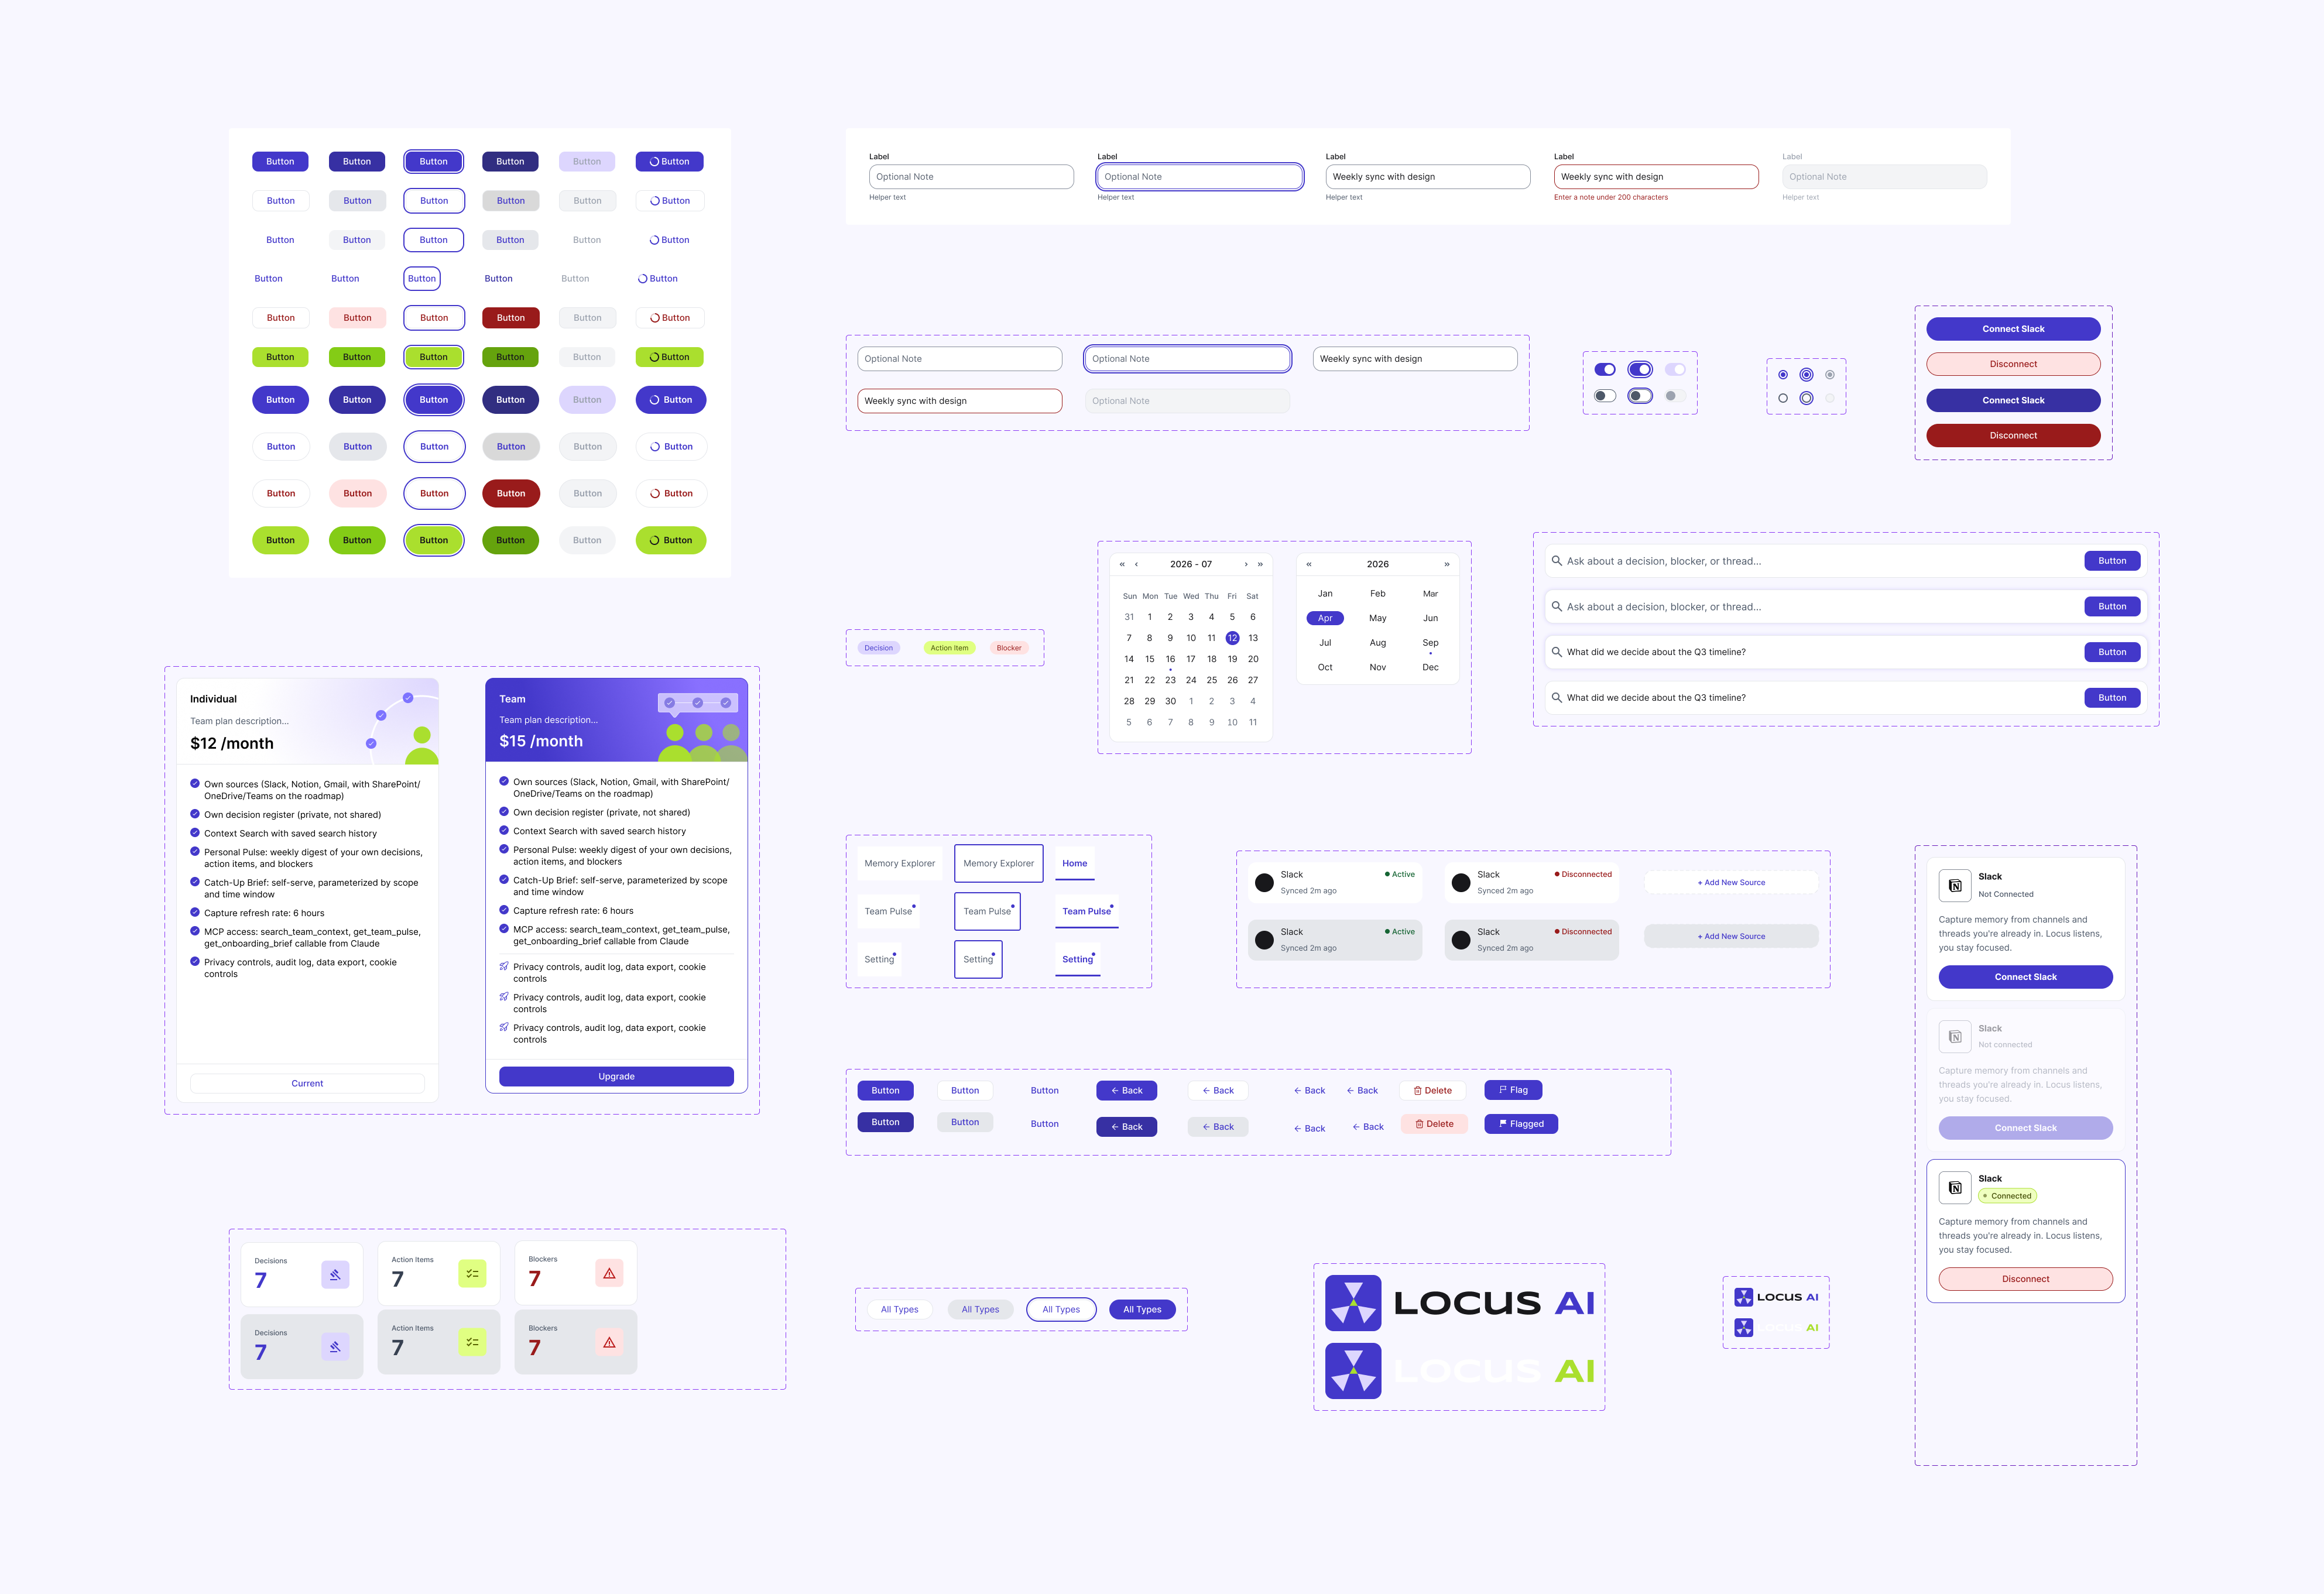 Button Button Button Button Button Button
Button Button Button Button Button Button
Button Button Button Button Button Button
Button Button Button Button Button Button
Button Button Button Button Button Button
Button Button Button Button Button Button
Button Button Button Button Button Button
Button Button Button Button Button Button
Button Button Button Button Button Button
Button Button Button Button Button Button
Label Label Label Label Label
Optional Note Optional Note Weekly sync with design Weekly sync with design Optional Note
Helper text Helper text Helper text Enter a note under 200 characters Helper text
Optional Note Optional Note Weekly sync with design
Weekly sync with design Optional Note
Connect Slack
Disconnect
Connect Slack
Disconnect
Decision Action Item Blocker
« ‹ 2026 - 07 › »
Sun Mon Tue Wed Thu Fri Sat
31 1 2 3 4 5 6
7 8 9 10 11 12 13
14 15 16 17 18 19 20
21 22 23 24 25 26 27
28 29 30 1 2 3 4
5 6 7 8 9 10 11
« 2026 »
Jan Feb Mar
Apr May Jun
Jul Aug Sep
Oct Nov Dec
Ask about a decision, blocker, or thread... Button
Ask about a decision, blocker, or thread... Button
What did we decide about the Q3 timeline? Button
What did we decide about the Q3 timeline? Button
Individual
Team plan description...
$12 /month
Own sources (Slack, Notion, Gmail, with SharePoint/
OneDrive/Teams on the roadmap)
Own decision register (private, not shared)
Context Search with saved search history
Personal Pulse: weekly digest of your own decisions,
action items, and blockers
Catch-Up Brief: self-serve, parameterized by scope
and time window
Capture refresh rate: 6 hours
MCP access: search_team_context, get_team_pulse,
get_onboarding_brief callable from Claude
Privacy controls, audit log, data export, cookie
controls
Current
Team
Team plan description...
$15 /month
Own sources (Slack, Notion, Gmail, with SharePoint/
OneDrive/Teams on the roadmap)
Own decision register (private, not shared)
Context Search with saved search history
Personal Pulse: weekly digest of your own decisions,
action items, and blockers
Catch-Up Brief: self-serve, parameterized by scope
and time window
Capture refresh rate: 6 hours
MCP access: search_team_context, get_team_pulse,
get_onboarding_brief callable from Claude
Privacy controls, audit log, data export, cookie
controls
Privacy controls, audit log, data export, cookie
controls
Privacy controls, audit log, data export, cookie
controls
Upgrade
Memory Explorer Memory Explorer Home
Team Pulse Team Pulse Team Pulse
Setting Setting Setting
Slack Active Slack Disconnected
Synced 2m ago Synced 2m ago
+ Add New Source
Slack Active Slack Disconnected
Synced 2m ago Synced 2m ago
+ Add New Source
Slack
Not Connected
Capture memory from channels and
threads you're already in. Locus listens,
you stay focused.
Connect Slack
Slack
Not connected
Capture memory from channels and
threads you're already in. Locus listens,
you stay focused.
Connect Slack
Slack
Connected
Capture memory from channels and
threads you're already in. Locus listens,
you stay focused.
Disconnect
Button Button Button ← Back ← Back ← Back ← Back Delete Flag
Button Button Button ← Back ← Back ← Back ← Back Delete Flagged
Decisions Action Items Blockers
7 7 7
Decisions Action Items Blockers
7 7 7
All Types All Types All Types All Types
LOCUS AI
LOCUS AI
LOCUS AI
LOCUS AI